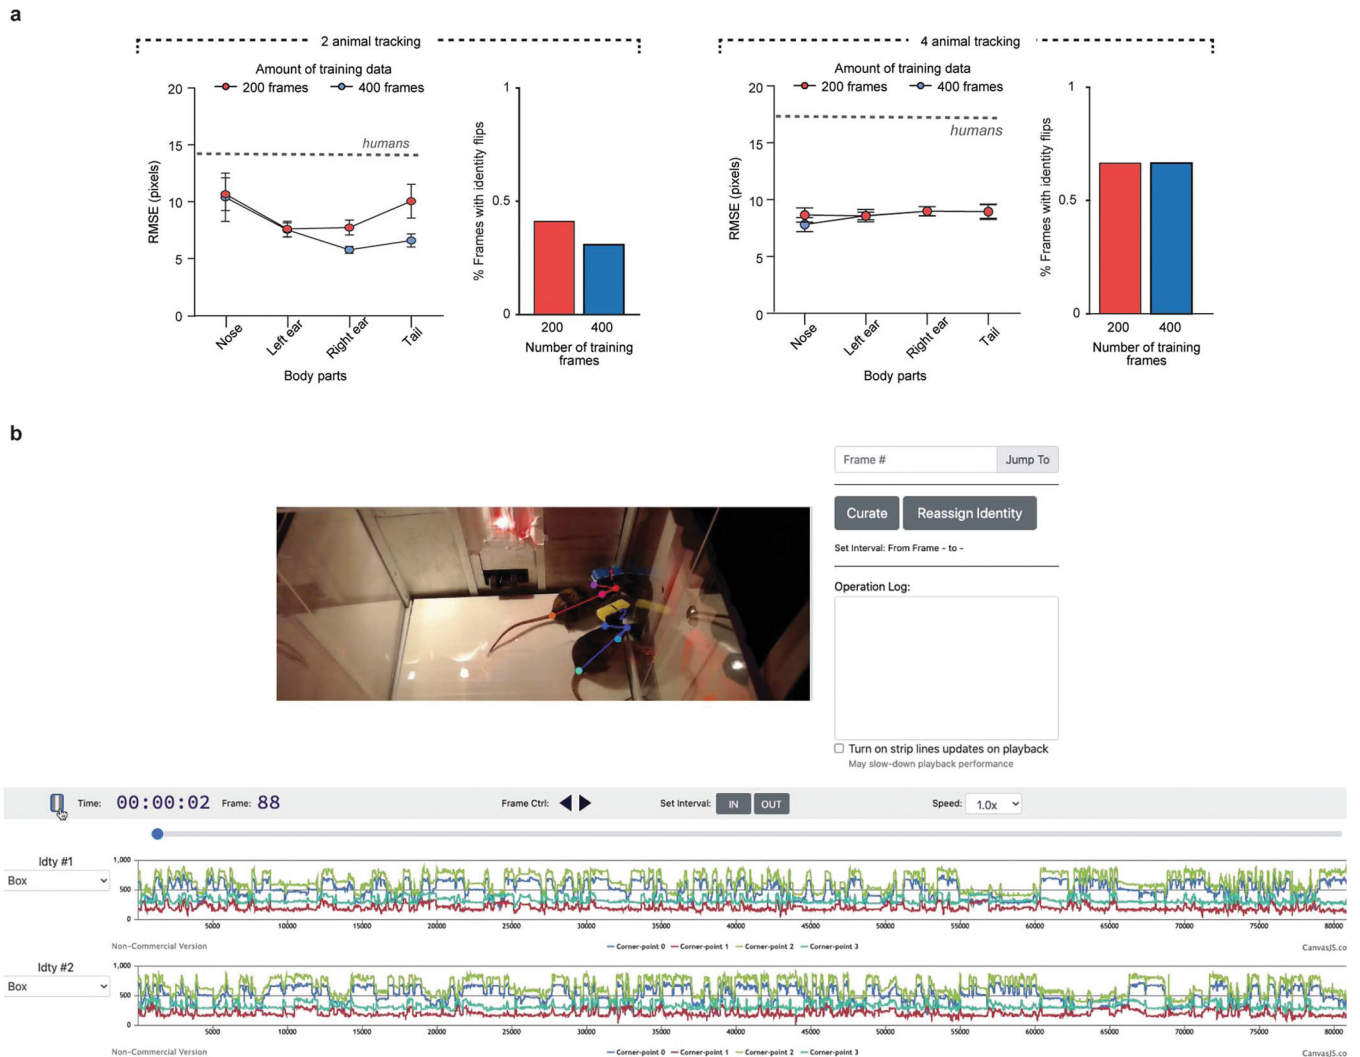 a
2 animal tracking
Amount of training data
200 frames
400 frames
RMSE (pixels)
20
15
10
5
0
humans
Nose
Left ear
Right ear
Tail
Body parts
% Frames with identity flips
1
0.5
0
200
400
Number of training
frames
4 animal tracking
Amount of training data
200 frames
400 frames
RMSE (pixels)
20
15
10
5
0
humans
Nose
Left ear
Right ear
Tail
Body parts
% Frames with identity flips
1
0.5
0
200
400
Number of training
frames
b
Frame #
Jump To
Curate
Reassign Identity
Set Interval: From Frame - to -
Operation Log:
Turn on strip lines updates on playback
May slow-down playback performance
Time: 00:00:02 Frame: 88
Frame Ctrl:
Set Interval: IN OUT
Speed: 1.0x
Idty #1
Box
1,000
500
0
5000 10000 15000 20000 25000 30000 35000 40000 45000 50000 55000 60000 65000 70000 75000 80000
Non-Commercial Version
Corner-point 0 Corner-point 1 Corner-point 2 Corner-point 3
CanvasJS.co
Idty #2
Box
1,000
500
0
5000 10000 15000 20000 25000 30000 35000 40000 45000 50000 55000 60000 65000 70000 75000 80000
Non-Commercial Version
Corner-point 0 Corner-point 1 Corner-point 2 Corner-point 3
CanvasJS.co